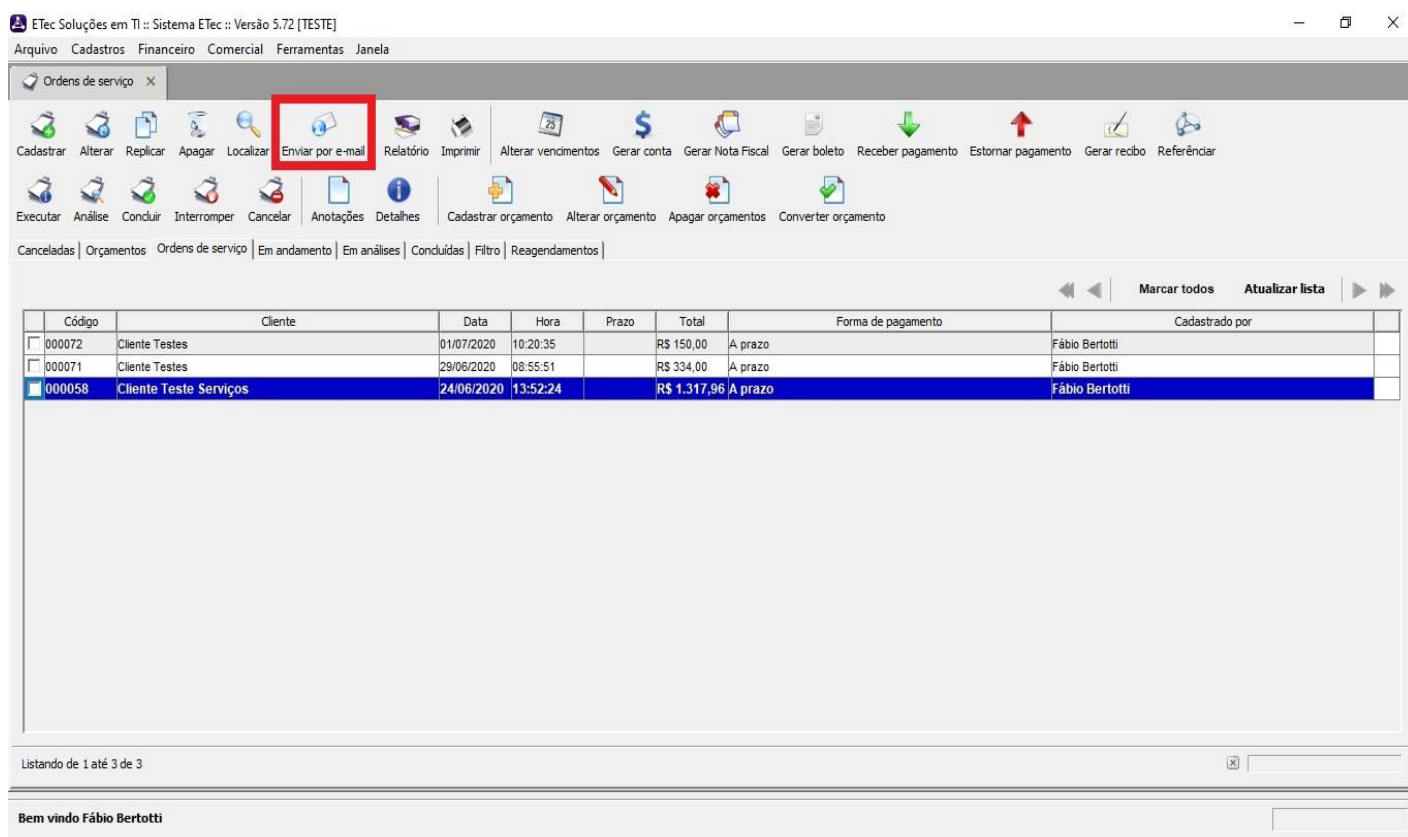 ETec Soluções em TI :: Sistema ETec :: Versão 5.72 [TESTE]
Arquivo Cadastros Financeiro Comercial Ferramentas Janela
Ordens de serviço
Cadastrar Alterar Replicar Apagar Localizar Enviar por e-mail Relatório Imprimir 25 Alterar vencimentos Gerar conta Gerar Nota Fiscal Gerar boleto Receber pagamento Estornar pagamento Gerar recibo Referênciar
Executar Análise Concluir Interromper Cancelar Anotações Detalhes Cadastrar orçamento Alterar orçamento Apagar orçamentos Converter orçamento
Canceladas Orçamentos Ordens de serviço Em andamento Em análises Concluídas Filtro Reagendamentos
Marcar todos Atualizar lista
Código Cliente Data Hora Prazo Total Forma de pagamento Cadastrado por
000072 Cliente Testes 01/07/2020 10:20:35 R$ 150,00 A prazo Fábio Bertotti
000071 Cliente Testes 29/06/2020 08:55:51 R$ 334,00 A prazo Fábio Bertotti
000058 Cliente Teste Serviços 24/06/2020 13:52:24 R$ 1.317,96 A prazo Fábio Bertotti
Listando de 1 até 3 de 3
Bem vindo Fábio Bertotti